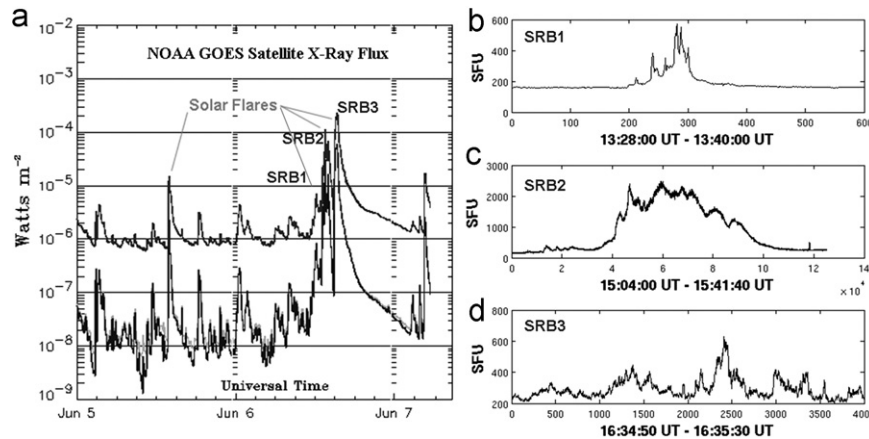 a
NOAA GOES Satellite X-Ray Flux
10⁻²
10⁻³
10⁻⁴
10⁻⁵
10⁻⁶
10⁻⁷
10⁻⁸
10⁻⁹
Watts m⁻²
Solar Flares
SRB3
SRB2
SRB1
Universal Time
Jun 5 Jun 6 Jun 7
b
SRB1
SFU
600
400
200
0
0 100 200 300 400 500 600
13:28:00 UT - 13:40:00 UT
c
SRB2
SFU
3000
2000
1000
0
0 2 4 6 8 10 12 14
15:04:00 UT - 15:41:40 UT
× 10⁴
d
SRB3
SFU
800
600
400
200
0 500 1000 1500 2000 2500 3000 3500 4000
16:34:50 UT - 16:35:30 UT